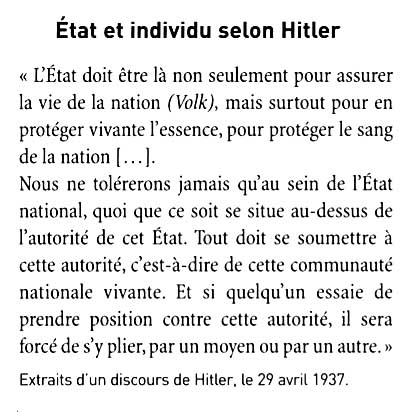 État et individu selon Hitler
« L’État doit être là non seulement pour assurer
la vie de la nation (Volk), mais surtout pour en
protéger vivante l’essence, pour protéger le sang
de la nation […].
Nous ne tolérerons jamais qu’au sein de l’État
national, quoi que ce soit se situe au-dessus de
l’autorité de cet État. Tout doit se soumettre à
cette autorité, c’est-à-dire de cette communauté
nationale vivante. Et si quelqu’un essaie de
prendre position contre cette autorité, il sera
forcé de s’y plier, par un moyen ou par un autre. »
Extraits d’un discours de Hitler, le 29 avril 1937.